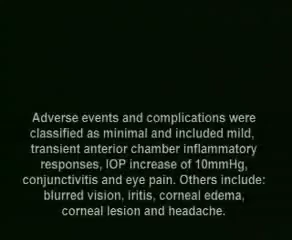 Adverse events and complications were
classified as minimal and included mild,
transient anterior chamber inflammatory
responses, IOP increase of 10mmHg,
conjunctivitis and eye pain. Others include:
blurred vision, iritis, corneal edema,
corneal lesion and headache.